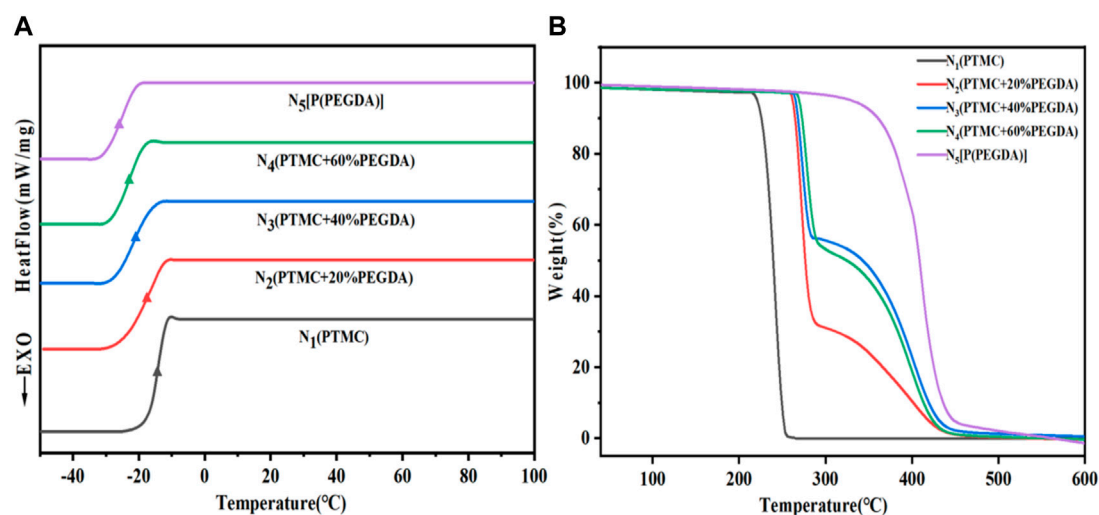 A
HeatFlow(mW/mg)
←EXO
N5[P(PEGDA)]
N4(PTMC+60%PEGDA)
N3(PTMC+40%PEGDA)
N2(PTMC+20%PEGDA)
N1(PTMC)
-40 -20 0 20 40 60 80 100
Temperature(℃)
B
Weight(%)
100
80
60
40
20
0
N1(PTMC)
N2(PTMC+20%PEGDA)
N3(PTMC+40%PEGDA)
N4(PTMC+60%PEGDA)
N5[P(PEGDA)]
100 200 300 400 500 600
Temperature(℃)